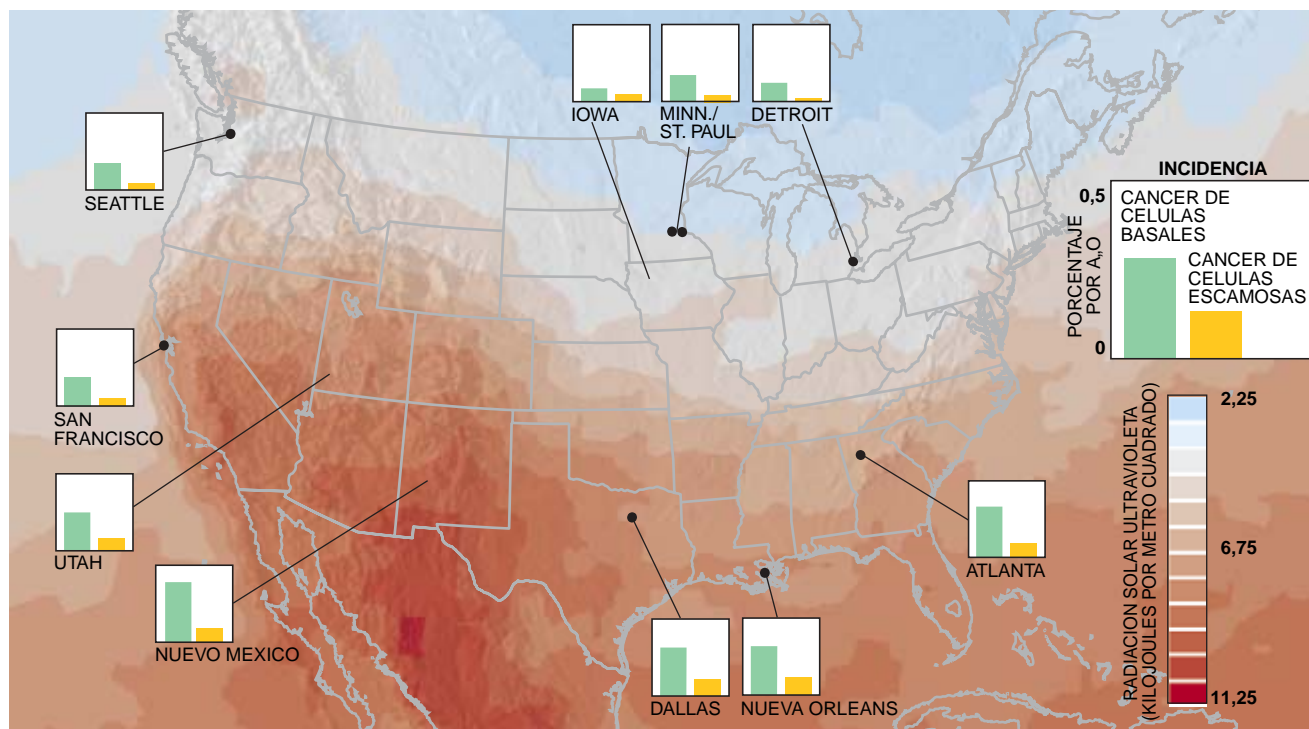 IOWA
MINN./
ST. PAUL
DETROIT
SEATTLE
INCIDENCIA
0,5
CANCER DE
CELULAS
BASALES
CANCER DE
CELULAS
ESCAMOSAS
PORCENTAJE
POR A„O
0
SAN
FRANCISCO
UTAH
NUEVO MEXICO
DALLAS
NUEVA ORLEANS
ATLANTA
RADIACION SOLAR ULTRAVIOLETA
(KILOJOULES POR METRO CUADRADO)
2,25
6,75
11,25